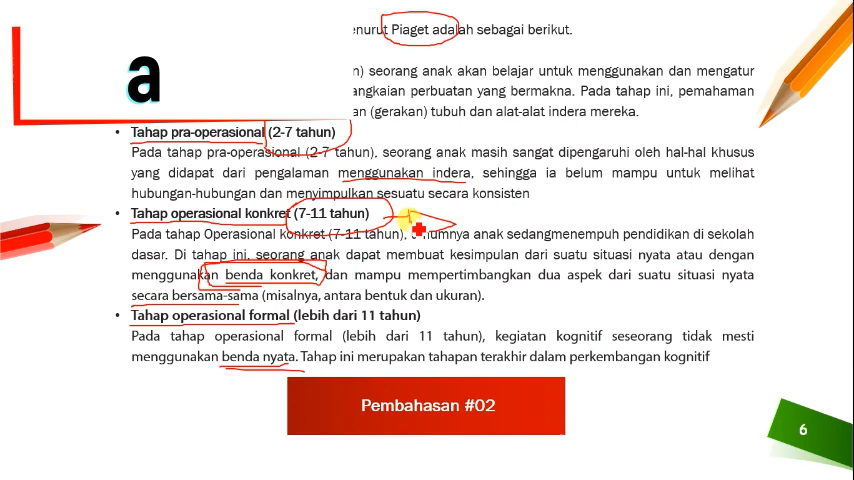 a
enurut Piaget adalah sebagai berikut.
n) seorang anak akan belajar untuk menggunakan dan mengatur
angkaian perbuatan yang bermakna. Pada tahap ini, pemahaman
an (gerakan) tubuh dan alat-alat indera mereka.
• Tahap pra-operasional (2-7 tahun)
Pada tahap pra-operasional (2-7 tahun), seorang anak masih sangat dipengaruhi oleh hal-hal khusus
yang didapat dari pengalaman menggunakan indera, sehingga ia belum mampu untuk melihat
hubungan-hubungan dan menyimpulkan sesuatu secara konsisten
• Tahap operasional konkret (7-11 tahun)
Pada tahap Operasional konkret (7-11 tahun), umumnya anak sedangmenempuh pendidikan di sekolah
dasar. Di tahap ini, seorang anak dapat membuat kesimpulan dari suatu situasi nyata atau dengan
menggunakan benda konkret, dan mampu mempertimbangkan dua aspek dari suatu situasi nyata
secara bersama-sama (misalnya, antara bentuk dan ukuran).
• Tahap operasional formal (lebih dari 11 tahun)
Pada tahap operasional formal (lebih dari 11 tahun), kegiatan kognitif seseorang tidak mesti
menggunakan benda nyata. Tahap ini merupakan tahapan terakhir dalam perkembangan kognitif
Pembahasan #02
6